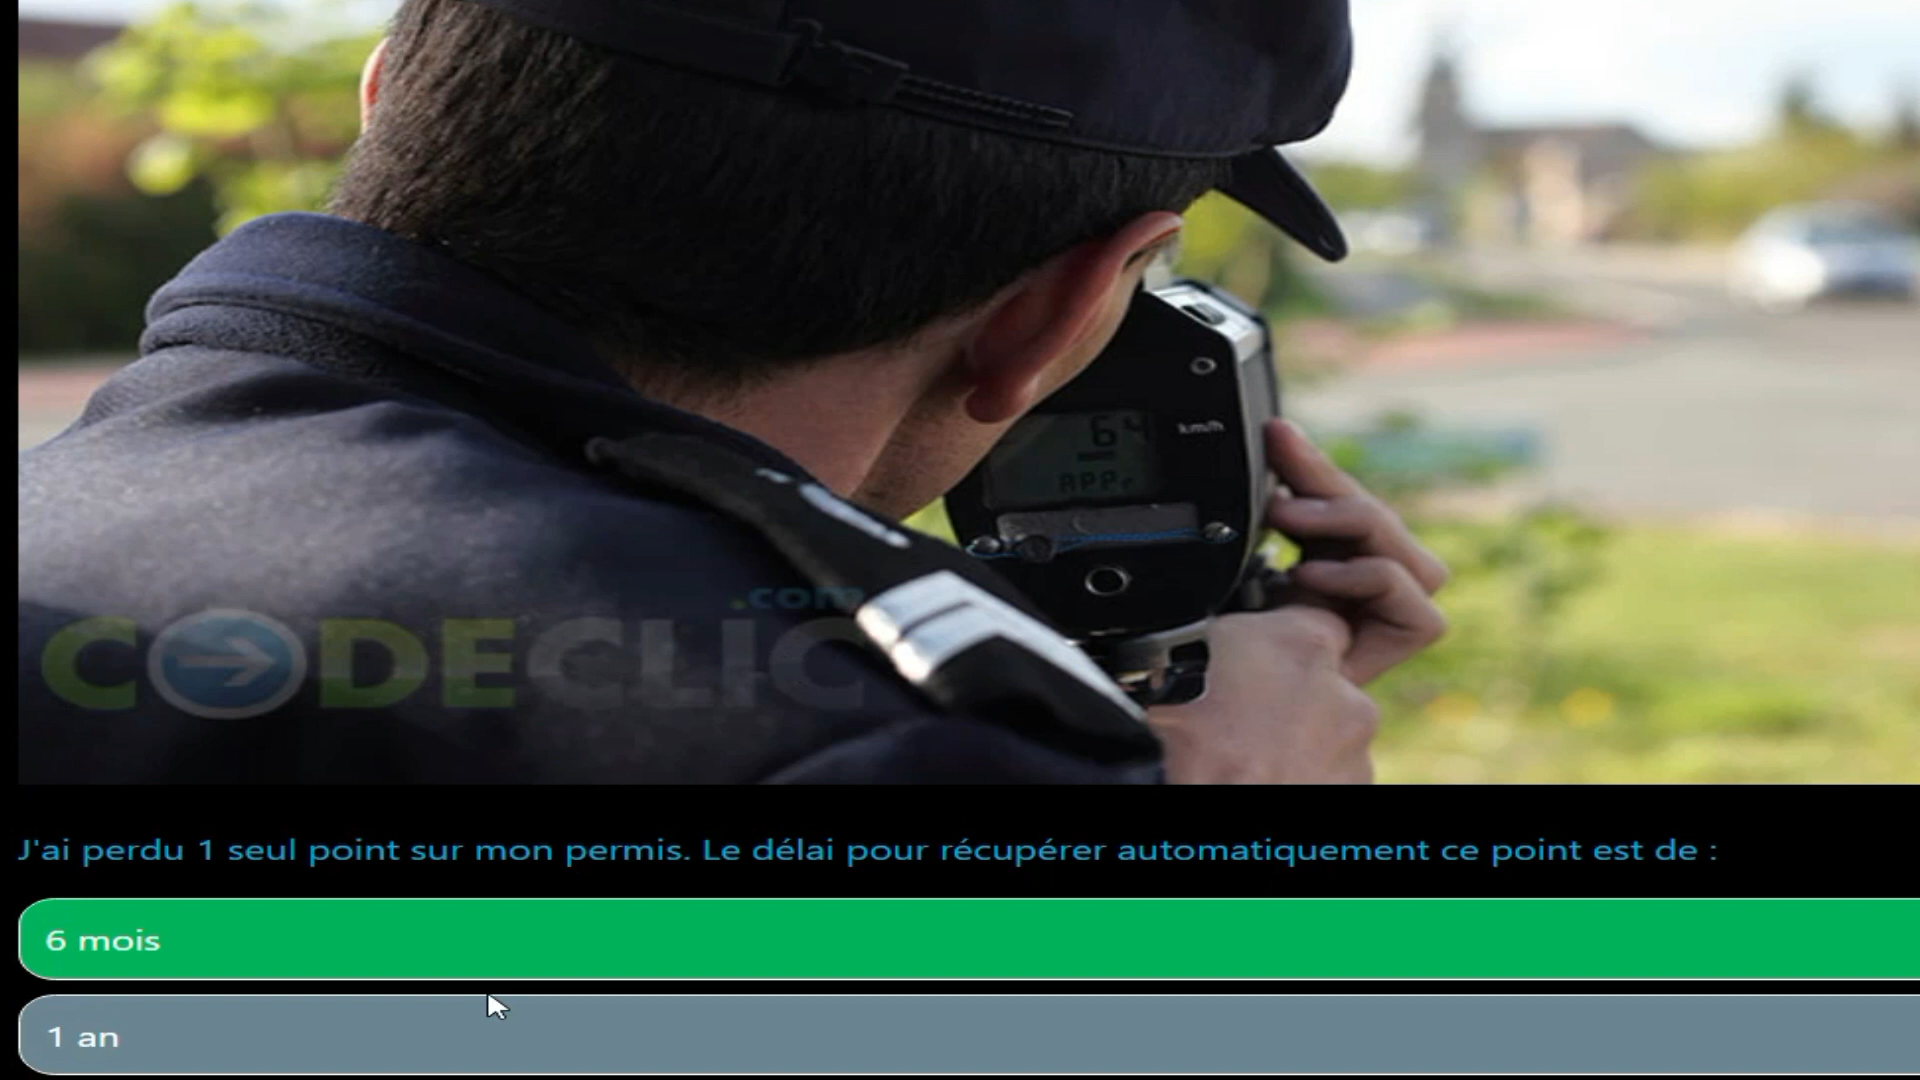 64
km/h
APP.
.com
CODECLIC
J'ai perdu 1 seul point sur mon permis. Le délai pour récupérer automatiquement ce point est de :
6 mois
1 an